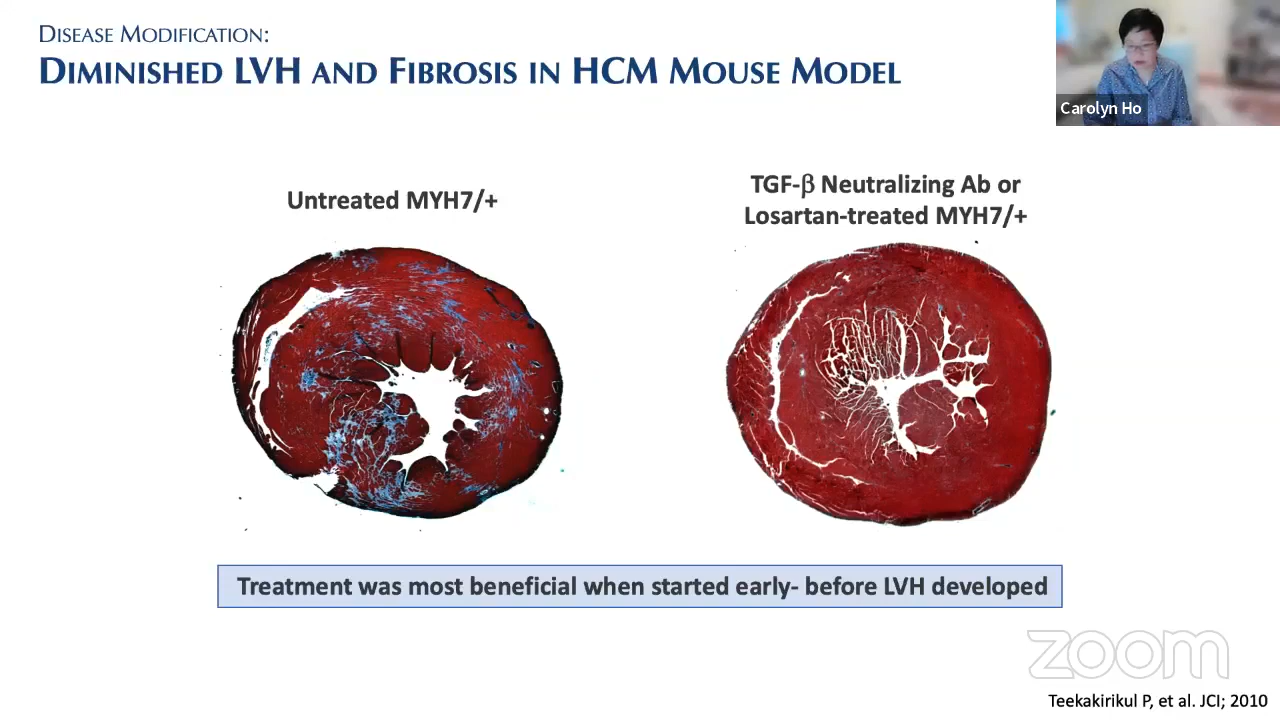 DISEASE MODIFICATION:
DIMINISHED LVH AND FIBROSIS IN HCM MOUSE MODEL
Carolyn Ho
Untreated MYH7/+
TGF-β Neutralizing Ab or
Losartan-treated MYH7/+
Treatment was most beneficial when started early- before LVH developed
zoom
Teekakirikul P, et al. JCI; 2010